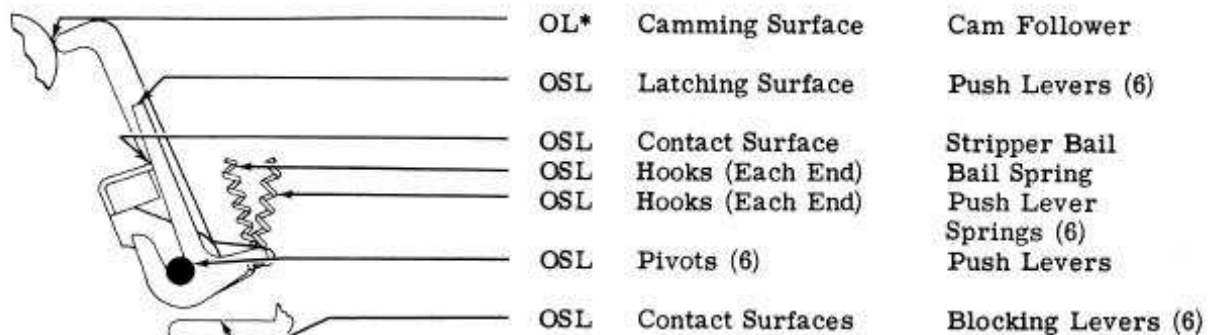 OL* Camming Surface Cam Follower
OSL Latching Surface Push Levers (6)
OSL Contact Surface Stripper Bail
OSL Hooks (Each End) Bail Spring
OSL Hooks (Each End) Push Lever
Springs (6)
OSL Pivots (6) Push Levers
OSL Contact Surfaces Blocking Levers (6)